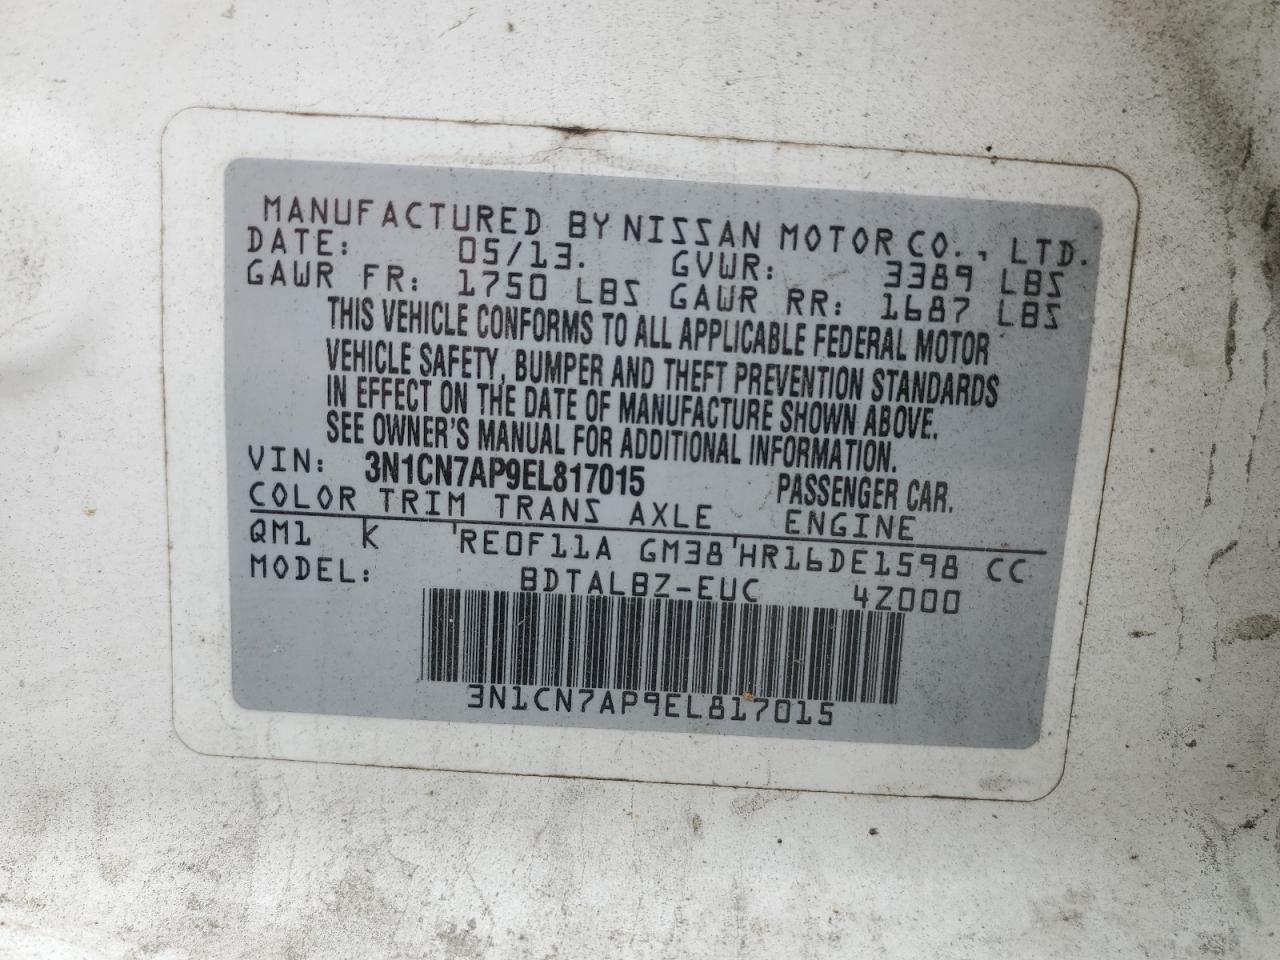 MANUFACTURED BY NISSAN MOTOR CO., LTD.
DATE: 05/13. GVWR: 3389 LBS
GAWR FR: 1750 LBS GAWR RR: 1687 LBS
THIS VEHICLE CONFORMS TO ALL APPLICABLE FEDERAL MOTOR
VEHICLE SAFETY, BUMPER AND THEFT PREVENTION STANDARDS
IN EFFECT ON THE DATE OF MANUFACTURE SHOWN ABOVE.
SEE OWNER'S MANUAL FOR ADDITIONAL INFORMATION.
VIN: 3N1CN7AP9EL817015 PASSENGER CAR.
COLOR TRIM TRANS AXLE ENGINE
QM1 K 'RE0F11A GM38'HR16DE1598 CC
MODEL: BDTALBZ-EUC 4Z000
3N1CN7AP9EL817015